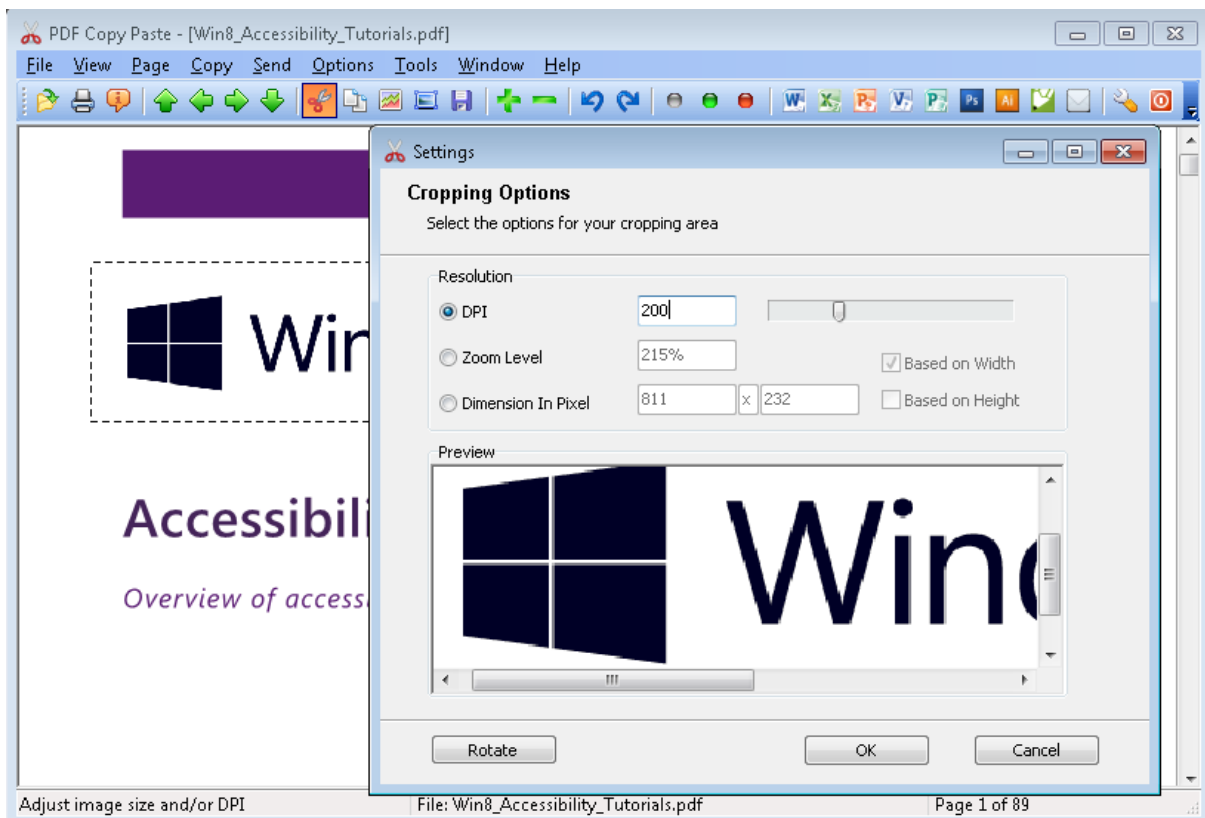 PDF Copy Paste - [Win8_Accessibility_Tutorials.pdf]
File View Page Copy Send Options Tools Window Help
Settings
Cropping Options
Select the options for your cropping area
Resolution
DPI 200
Zoom Level 215% Based on Width
Dimension In Pixel 811 x 232 Based on Height
Preview
Wind
Win
Accessibili
Overview of access
Rotate OK Cancel
Adjust image size and/or DPI File: Win8_Accessibility_Tutorials.pdf Page 1 of 89